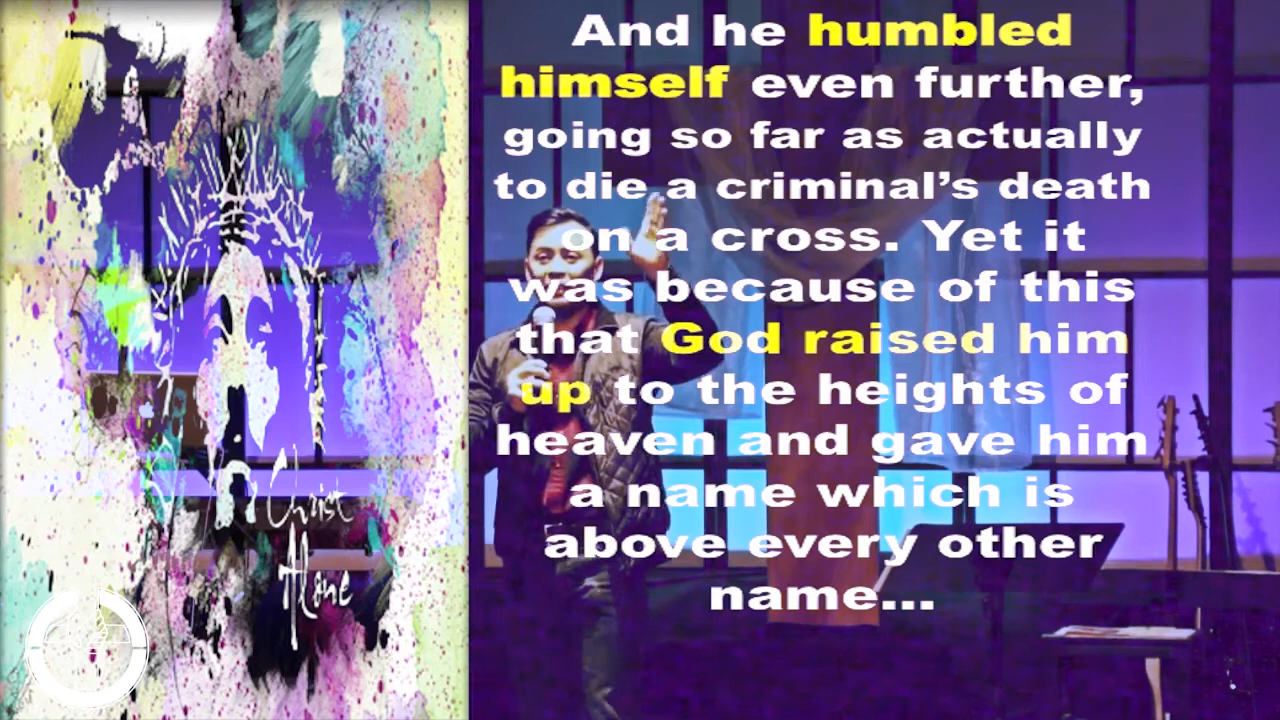 And he humbled
himself even further,
going so far as actually
to die a criminal’s death
on a cross. Yet it
was because of this
that God raised him
up to the heights of
heaven and gave him
a name which is
above every other
name...
Christ
Alone